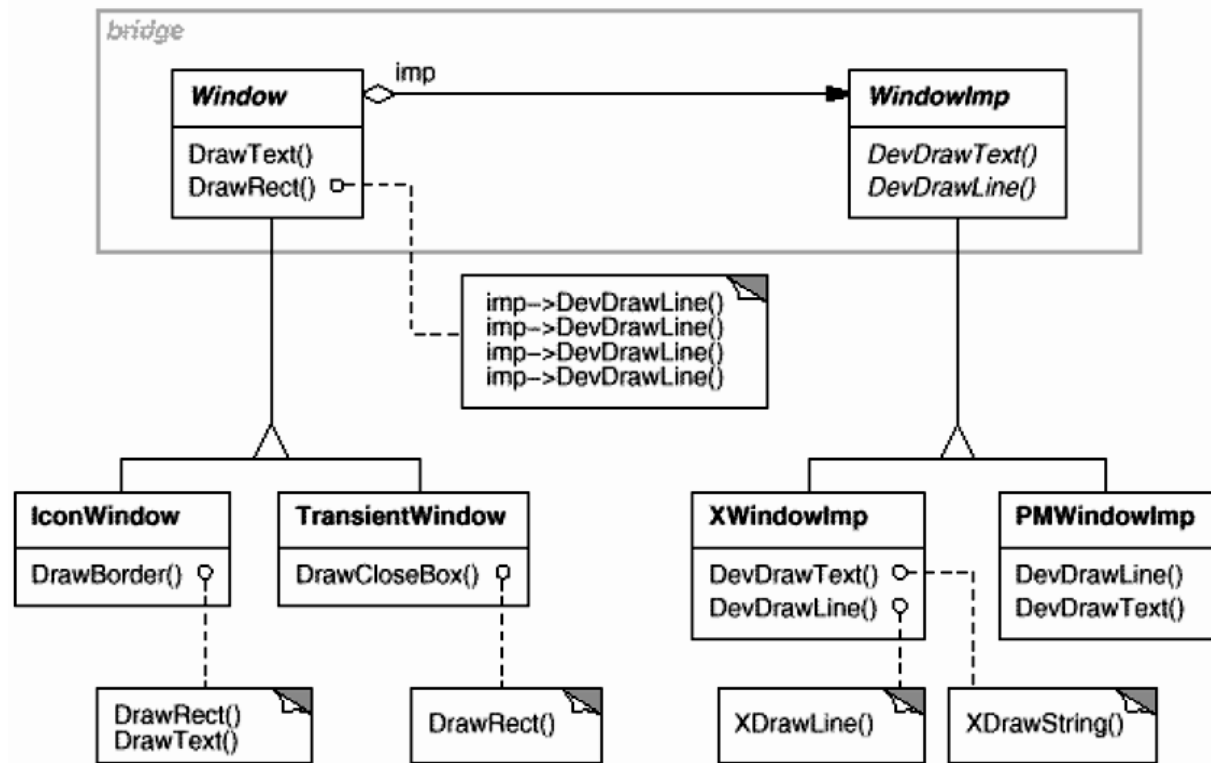 bridge
imp
Window
DrawText()
DrawRect()
WindowImp
DevDrawText()
DevDrawLine()
imp->DevDrawLine()
imp->DevDrawLine()
imp->DevDrawLine()
imp->DevDrawLine()
IconWindow
DrawBorder()
TransientWindow
DrawCloseBox()
XWindowImp
DevDrawText()
DevDrawLine()
PMWindowImp
DevDrawLine()
DevDrawText()
DrawRect()
DrawText()
DrawRect()
XDrawLine()
XDrawString()